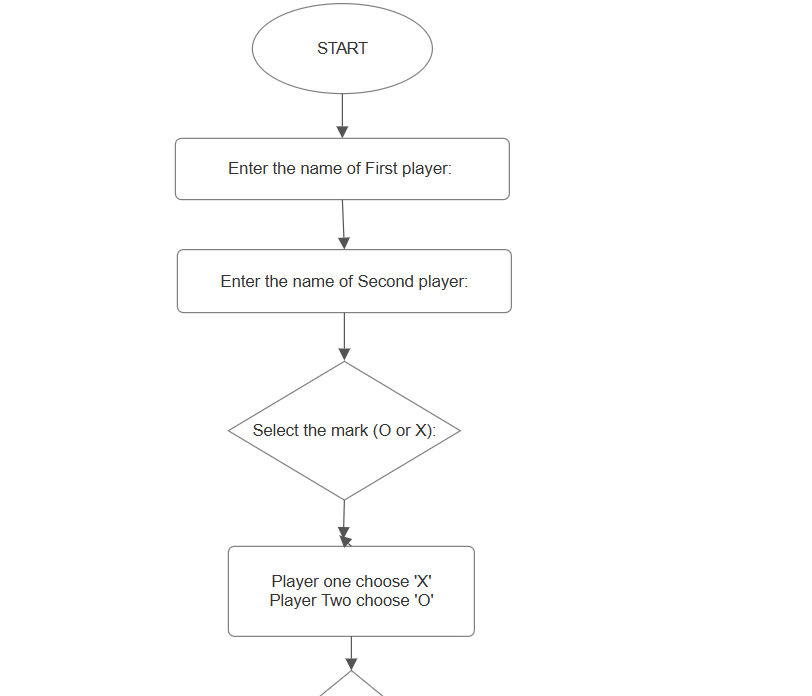 START
Enter the name of First player:
Enter the name of Second player:
Select the mark (O or X):
Player one choose 'X'
Player Two choose 'O'